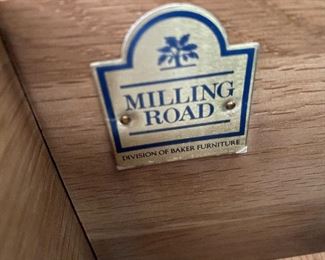 MILLING
ROAD
DIVISION OF BAKER FURNITURE